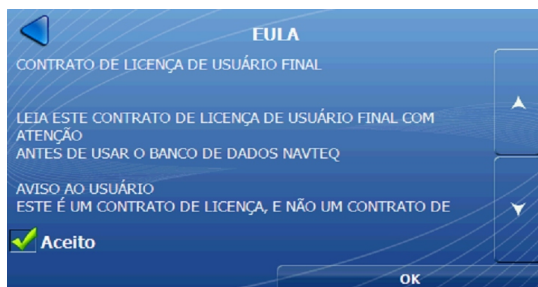 EULA
CONTRATO DE LICENÇA DE USUÁRIO FINAL
LEIA ESTE CONTRATO DE LICENÇA DE USUÁRIO FINAL COM
ATENÇÃO
ANTES DE USAR O BANCO DE DADOS NAVTEQ
AVISO AO USUÁRIO
ESTE É UM CONTRATO DE LICENÇA, E NÃO UM CONTRATO DE
Aceito
OK